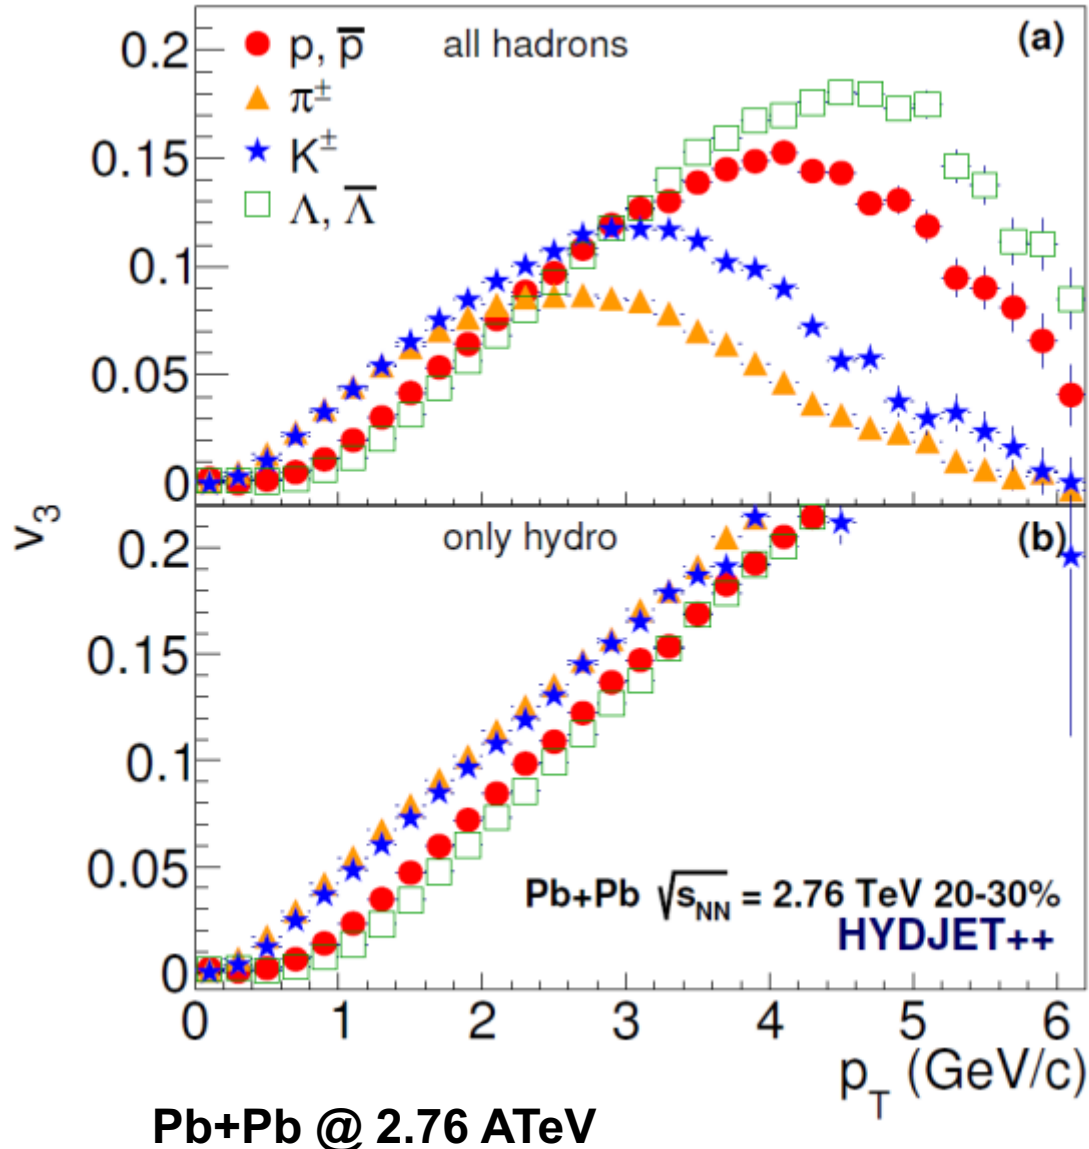 0.2
0.15
0.1
0.05
0
p, p̅
π±
K±
Λ, Λ̅
all hadrons
(a)
v₃
0.2
0.15
0.1
0.05
0
only hydro
(b)
Pb+Pb √sNN = 2.76 TeV 20-30%
HYDJET++
0 1 2 3 4 5 6
pT (GeV/c)
Pb+Pb @ 2.76 ATeV